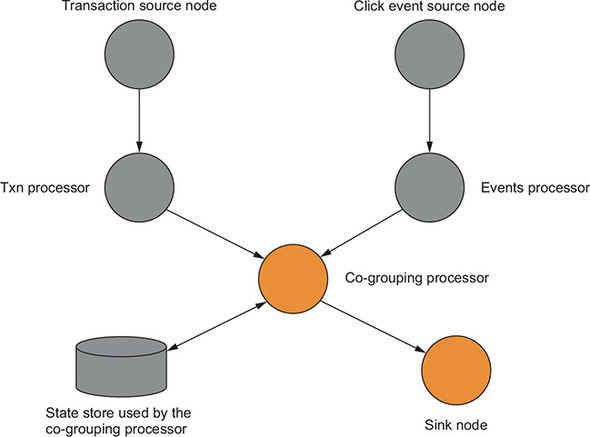 Transaction source node
Click event source node
Txn processor
Events processor
Co-grouping processor
State store used by the
co-grouping processor
Sink node